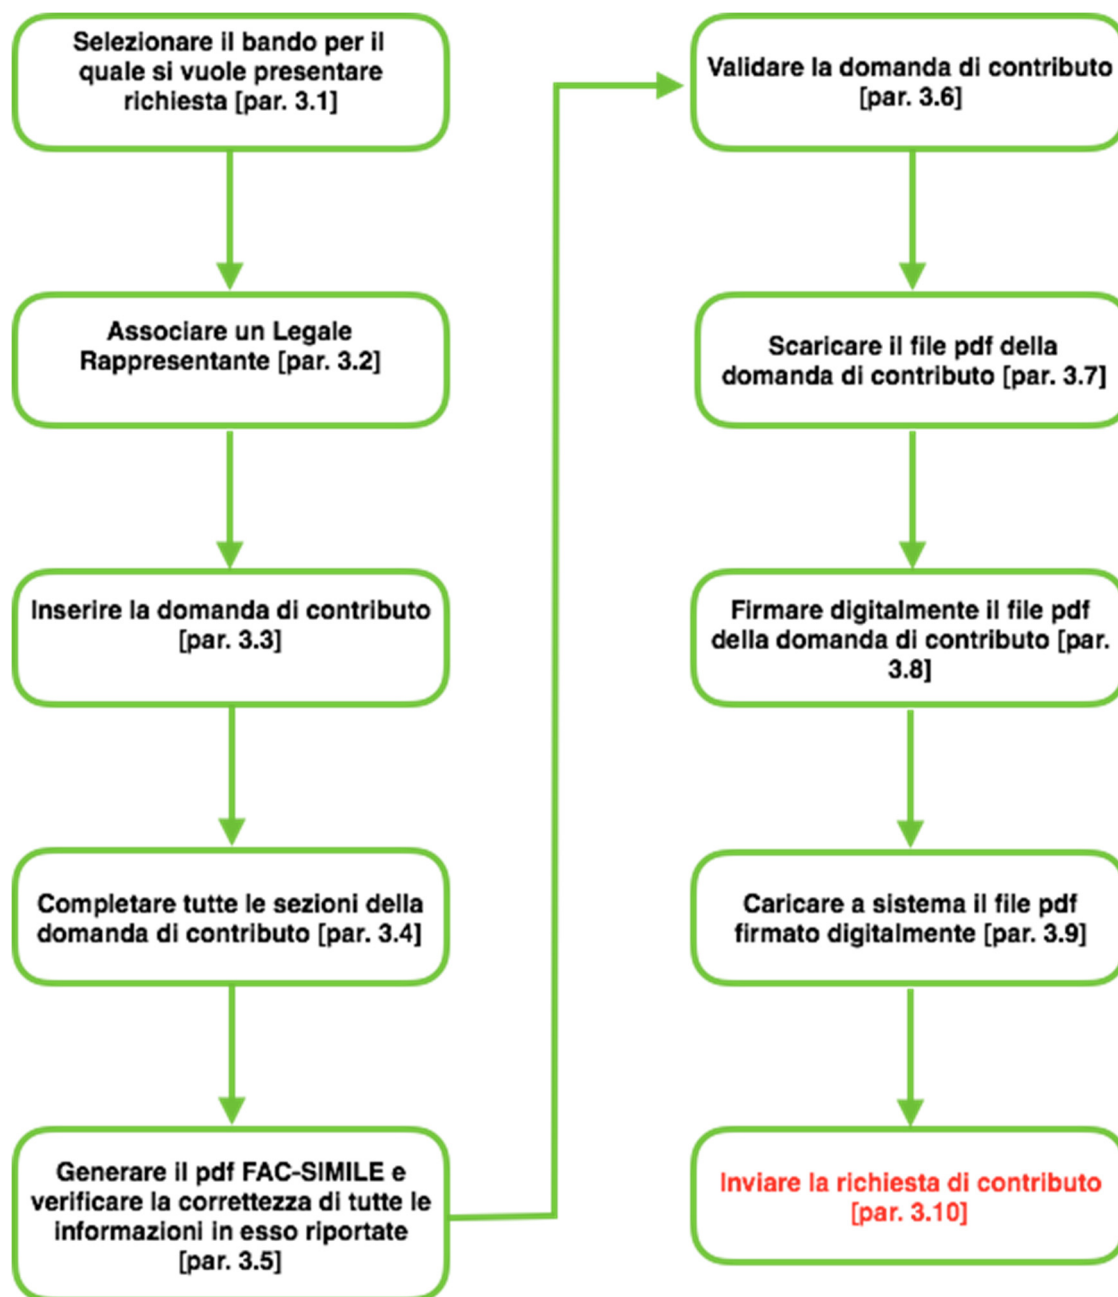 Selezionare il bando per il
quale si vuole presentare
richiesta [par. 3.1]
Associare un Legale
Rappresentante [par. 3.2]
Inserire la domanda di contributo
[par. 3.3]
Completare tutte le sezioni della
domanda di contributo [par. 3.4]
Generare il pdf FAC-SIMILE e
verificare la correttezza di tutte le
informazioni in esso riportate
[par. 3.5]
Validare la domanda di contributo
[par. 3.6]
Scaricare il file pdf della
domanda di contributo [par. 3.7]
Firmare digitalmente il file pdf
della domanda di contributo [par.
3.8]
Caricare a sistema il file pdf
firmato digitalmente [par. 3.9]
Inviare la richiesta di contributo
[par. 3.10]